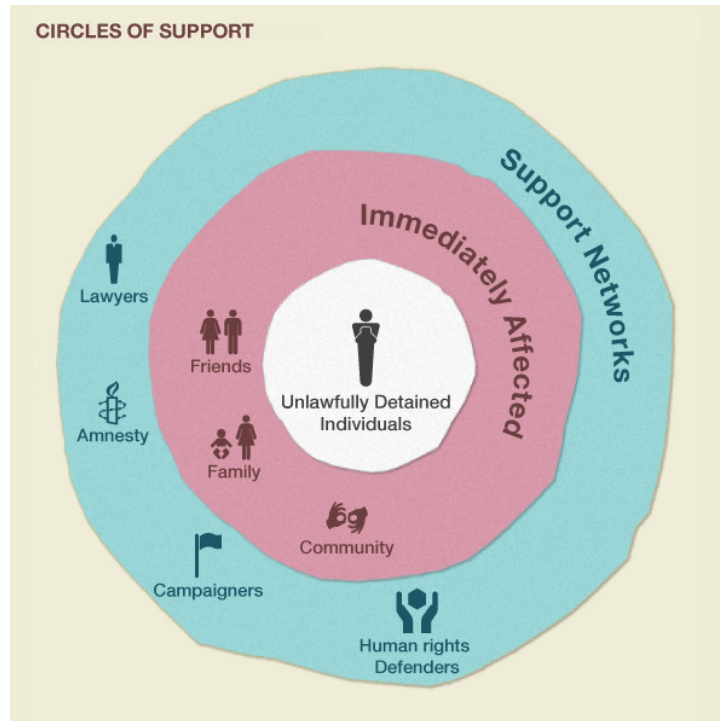 CIRCLES OF SUPPORT
Support Networks
Immediately Affected
Lawyers
Friends
Unlawfully Detained
Individuals
Amnesty
Family
Community
Campaigners
Human rights
Defenders